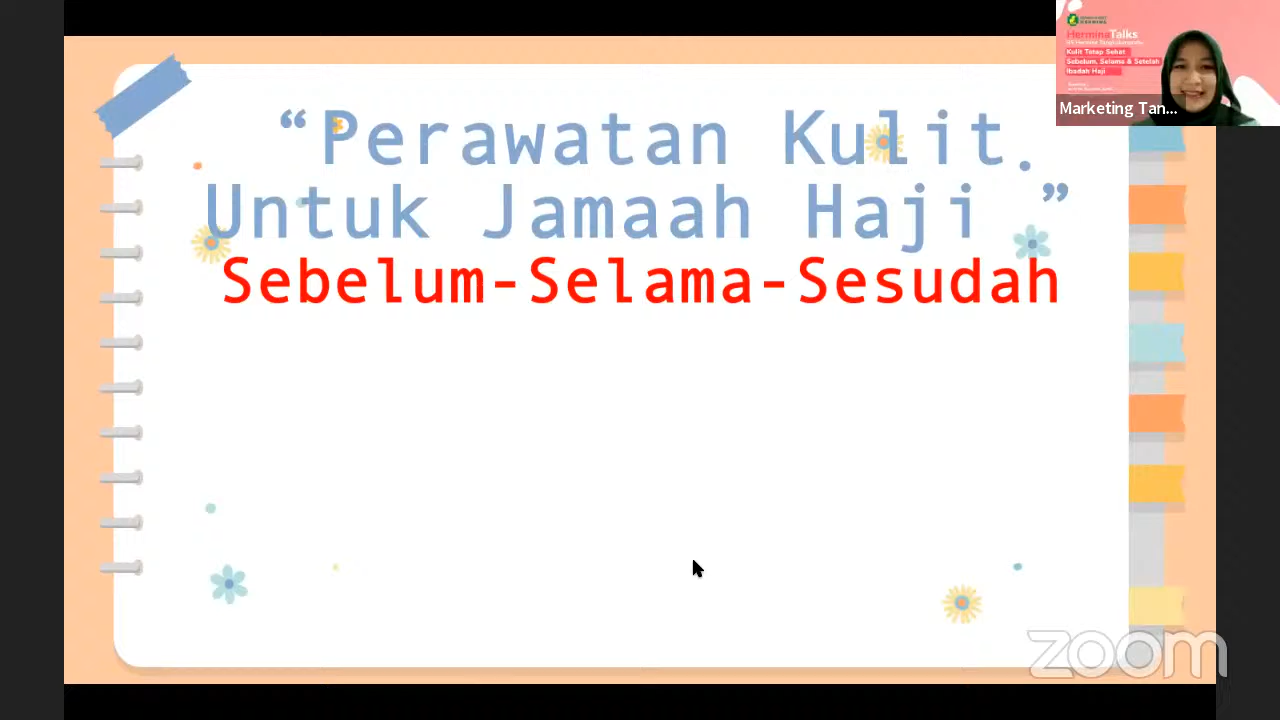 “Perawatan Kulit.
Untuk Jamaah Haji ”
Sebelum-Selama-Sesudah
HerminaTalks
Kulit Tetap Sehat
Sebelum, Selama & Setelah
Ibadah Haji
Marketing Tan...
zoom